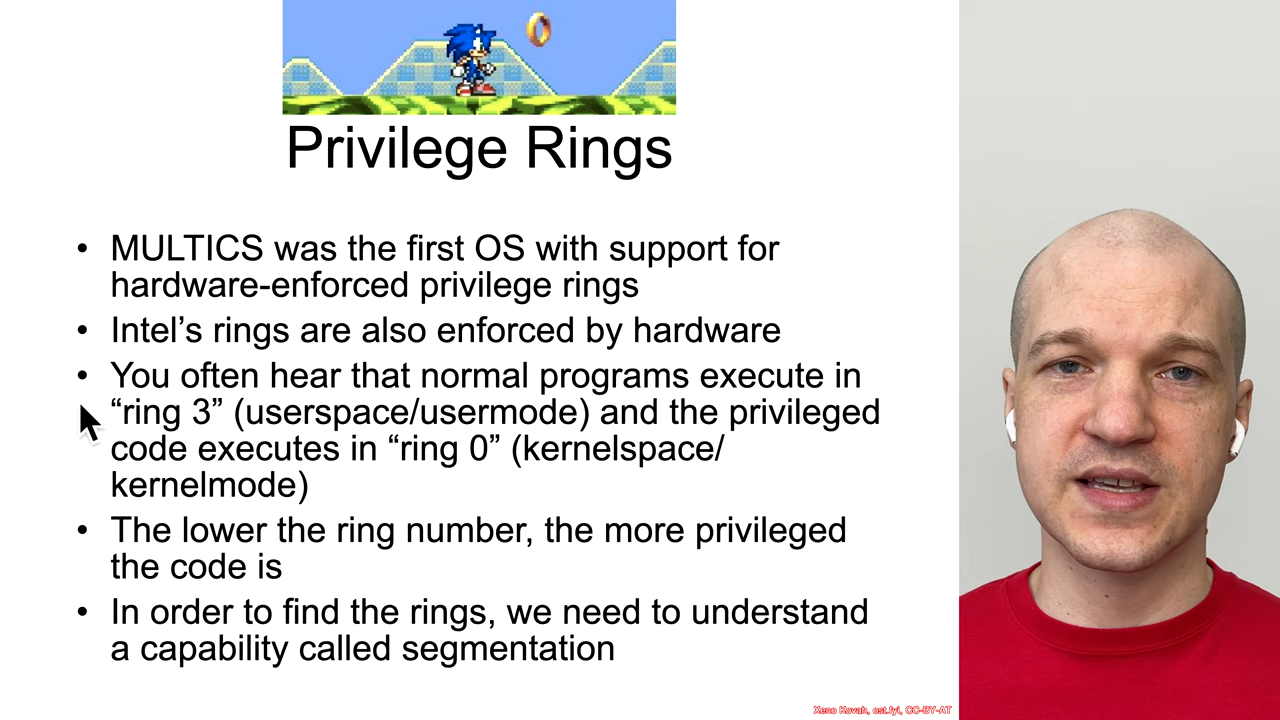 Privilege Rings
• MULTICS was the first OS with support for
hardware-enforced privilege rings
• Intel’s rings are also enforced by hardware
• You often hear that normal programs execute in
“ring 3” (userspace/usermode) and the privileged
code executes in “ring 0” (kernelspace/
kernelmode)
• The lower the ring number, the more privileged
the code is
• In order to find the rings, we need to understand
a capability called segmentation
Xeno Kovah, ost.fyi, CC-BY-AT